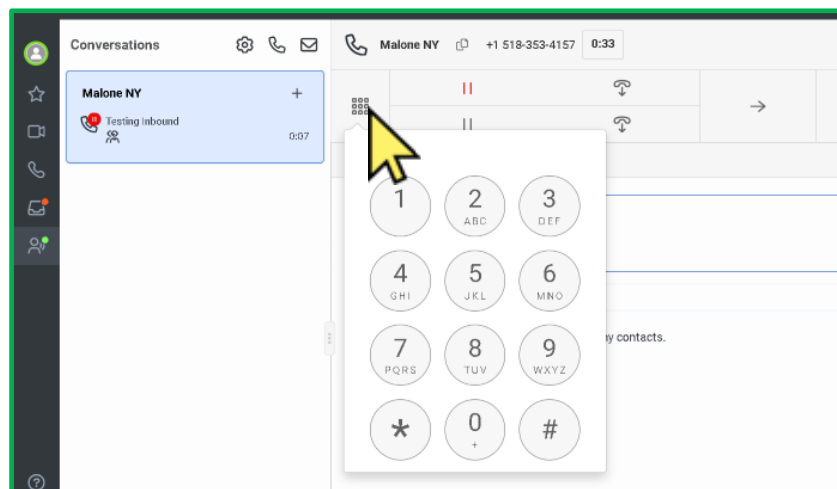 Conversations
Malone NY
+1 518-353-4157
0:33
Malone NY
Testing Inbound
0:07
1
2
ABC
3
DEF
4
GHI
5
JKL
6
MNO
7
PQRS
8
TUV
9
WXYZ
*
0
+
#
contacts.